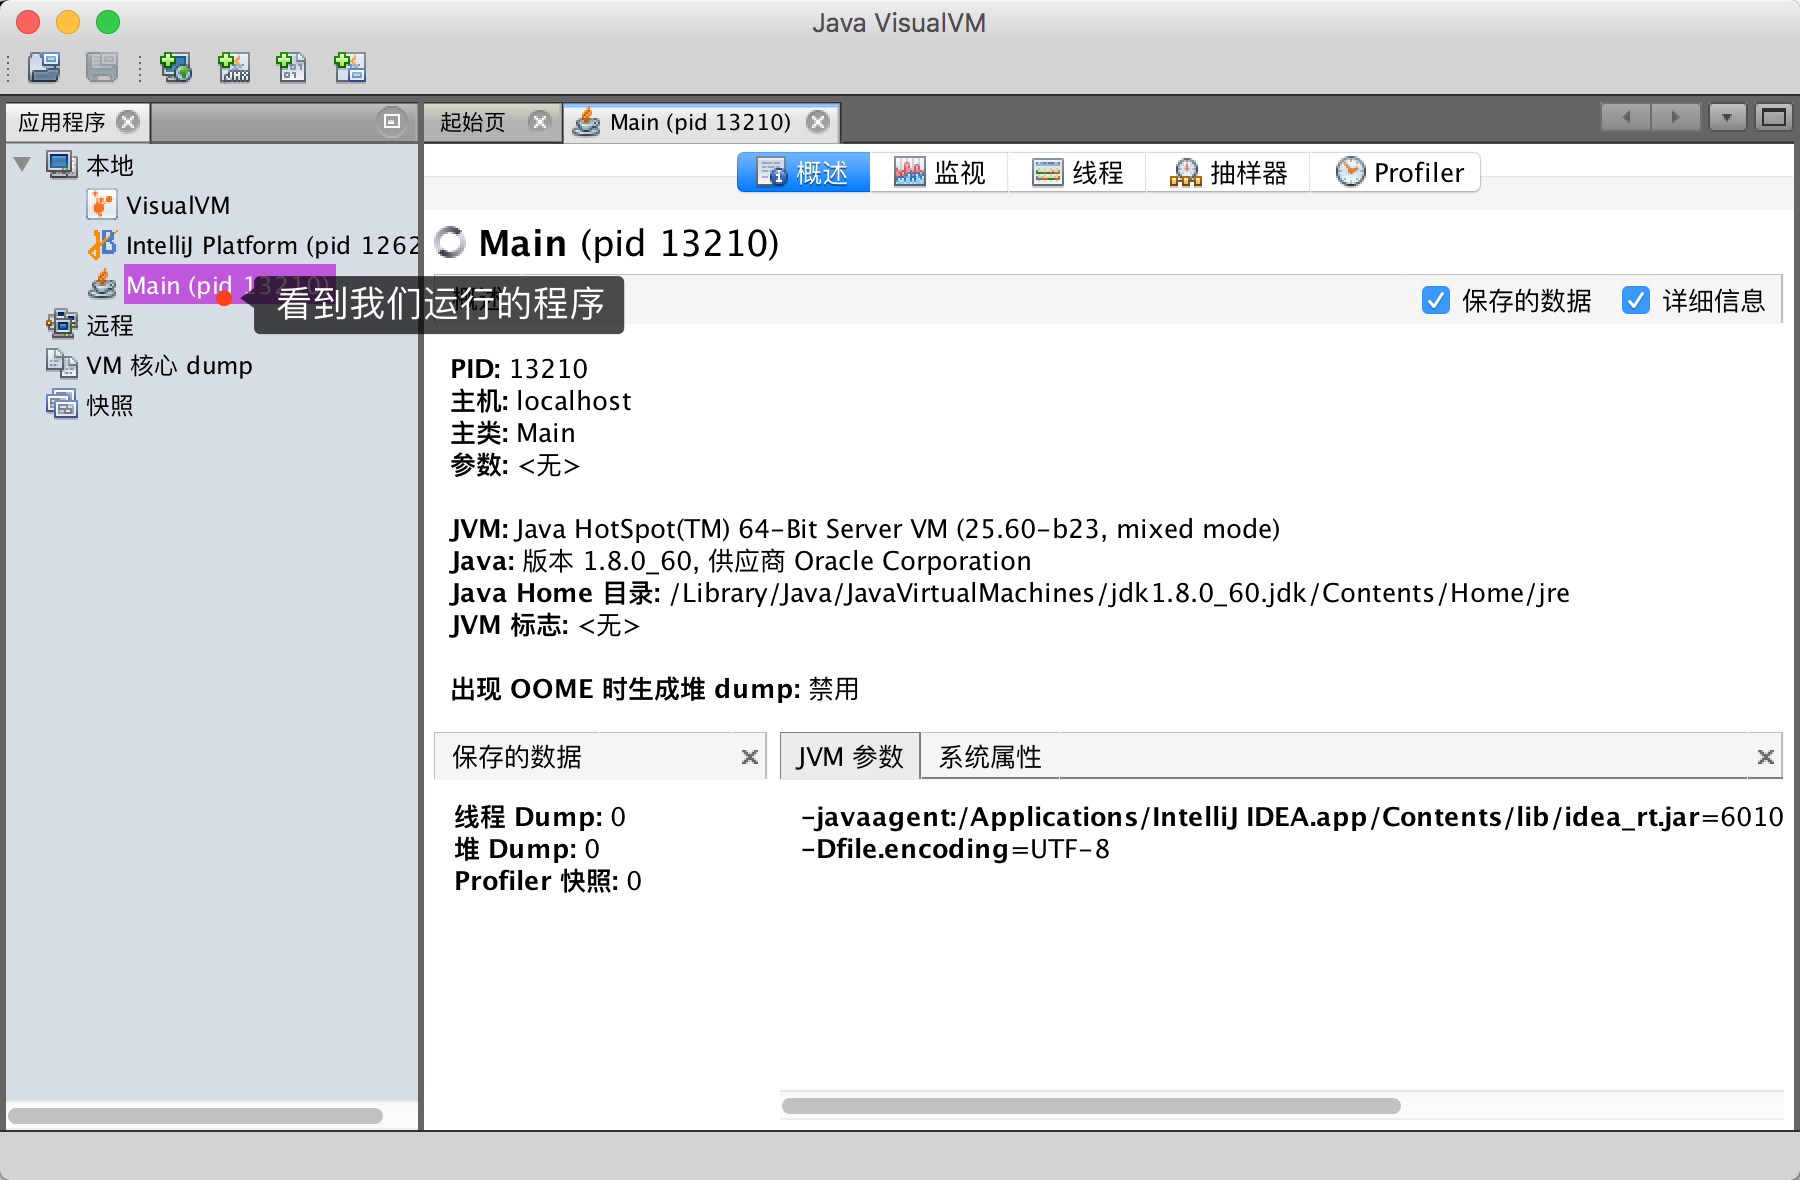 Java VisualVM
JMX
应用程序
起始页
Main (pid 13210)
本地
VisualVM
IntelliJ Platform (pid 1262
Main (pid 13210)
远程
VM 核心 dump
快照
看到我们运行的程序
概述
监视
线程
抽样器
Profiler
Main (pid 13210)
概述
保存的数据
详细信息
PID: 13210
主机: localhost
主类: Main
参数: <无>
JVM: Java HotSpot(TM) 64-Bit Server VM (25.60-b23, mixed mode)
Java: 版本 1.8.0_60, 供应商 Oracle Corporation
Java Home 目录: /Library/Java/JavaVirtualMachines/jdk1.8.0_60.jdk/Contents/Home/jre
JVM 标志: <无>
出现 OOME 时生成堆 dump: 禁用
保存的数据
线程 Dump: 0
堆 Dump: 0
Profiler 快照: 0
JVM 参数
系统属性
-javaagent:/Applications/IntelliJ IDEA.app/Contents/lib/idea_rt.jar=6010
-Dfile.encoding=UTF-8